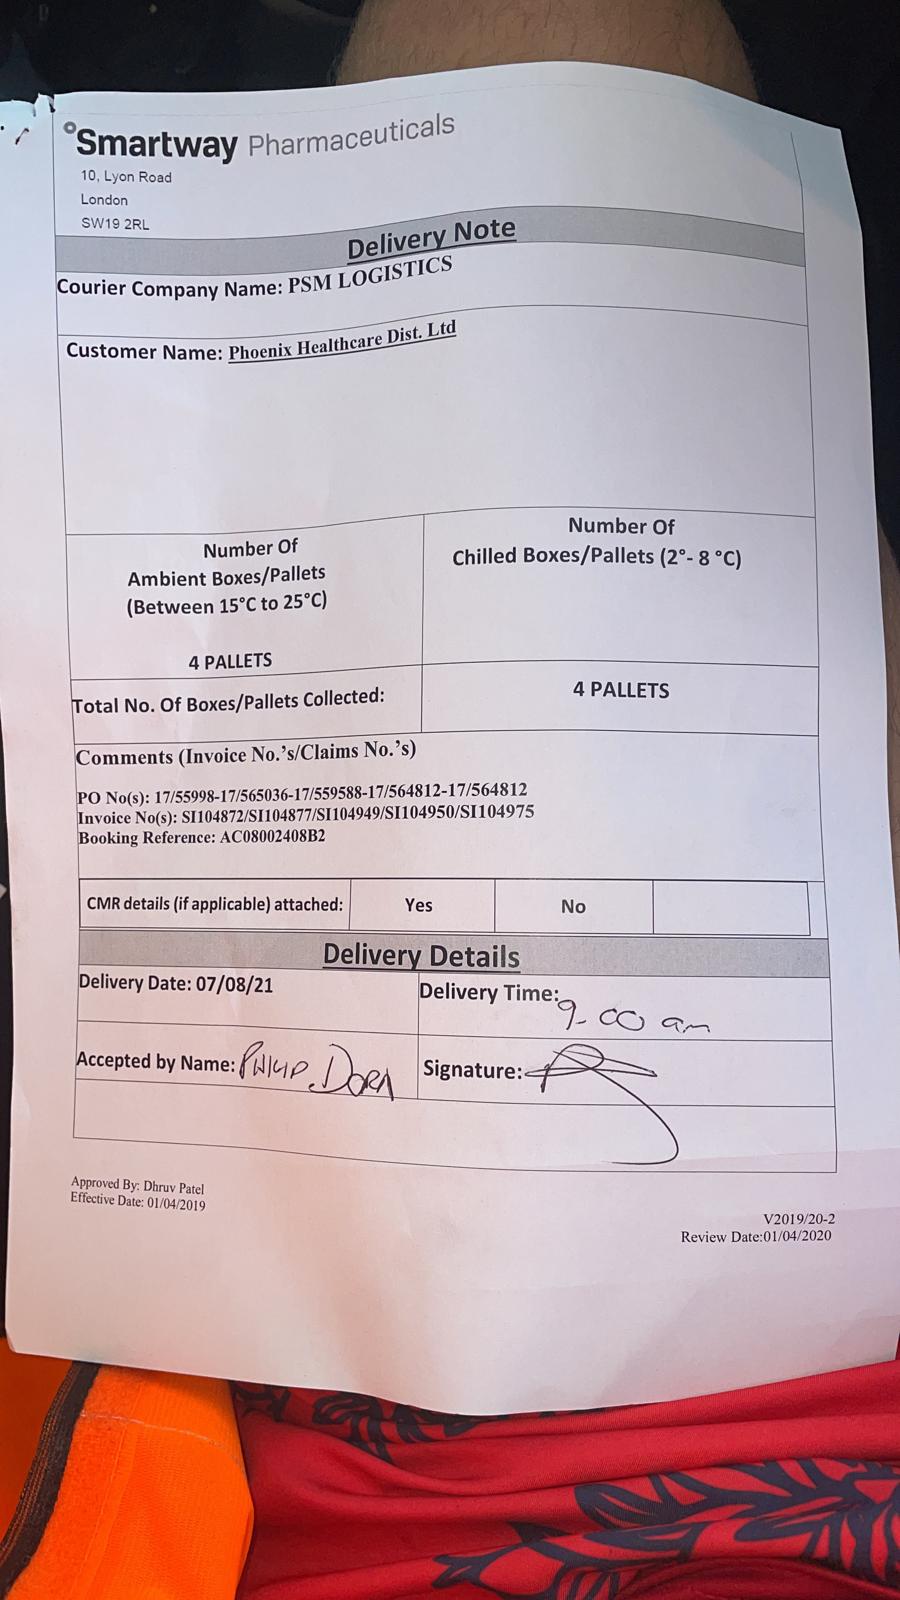 Smartway Pharmaceuticals
10, Lyon Road
London
SW19 2RL
Delivery Note
Courier Company Name: PSM LOGISTICS
Customer Name: Phoenix Healthcare Dist. Ltd
Number Of
Ambient Boxes/Pallets
(Between 15°C to 25°C)
4 PALLETS
Number Of
Chilled Boxes/Pallets (2°- 8 °C)
Total No. Of Boxes/Pallets Collected:
4 PALLETS
Comments (Invoice No.'s/Claims No.'s)
PO No(s): 17/55998-17/565036-17/559588-17/564812-17/564812
Invoice No(s): SI104872/SI104877/SI104949/SI104950/SI104975
Booking Reference: AC08002408B2
CMR details (if applicable) attached: Yes No
Delivery Details
Delivery Date: 07/08/21
Delivery Time: 9-00 am
Accepted by Name: PHILIP DORA
Signature:
Approved By: Dhruv Patel
Effective Date: 01/04/2019
V2019/20-2
Review Date:01/04/2020